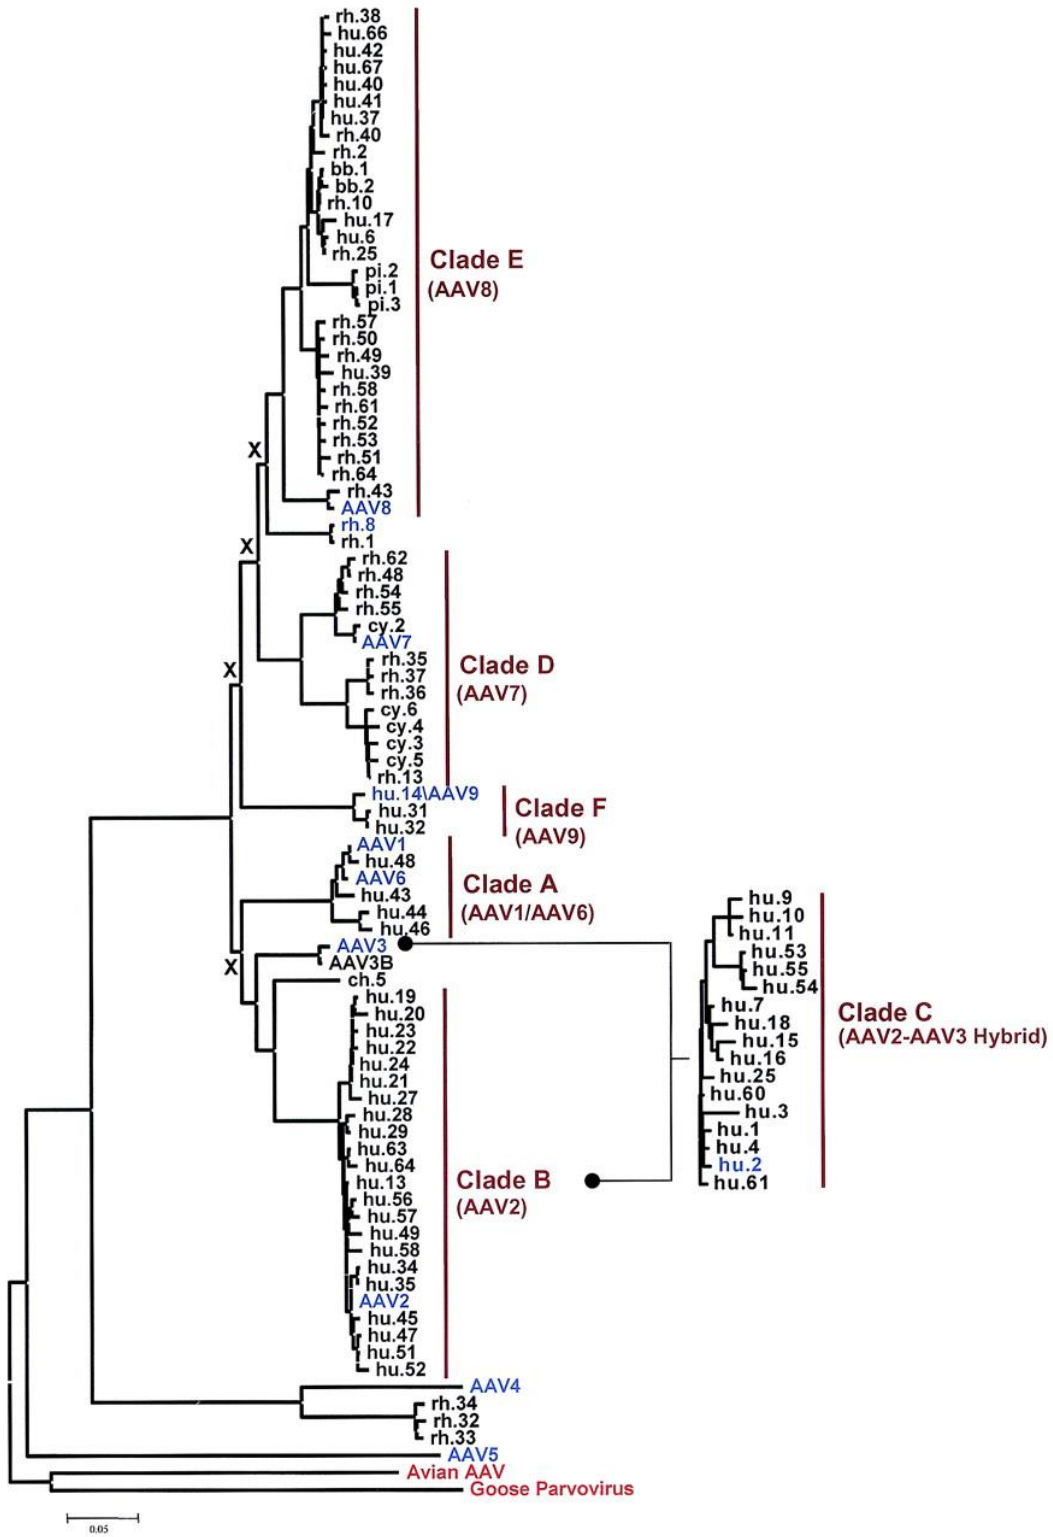 rh.38
hu.66
hu.42
hu.67
hu.40
hu.41
hu.37
rh.40
rh.2
bb.1
bb.2
rh.10
hu.17
hu.6
rh.25
Clade E
(AAV8)
pi.2
pi.1
pi.3
rh.57
rh.50
rh.49
hu.39
rh.58
rh.61
rh.52
rh.53
X
rh.51
rh.64
rh.43
AAV8
rh.8
rh.1
X
rh.62
rh.48
rh.54
rh.55
cy.2
AAV7
rh.35
Clade D
(AAV7)
X
rh.37
rh.36
cy.6
cy.4
cy.3
cy.5
rh.13
hu.14\AAV9
hu.31
hu.32
Clade F
(AAV9)
AAV1
hu.48
AAV6
hu.43
hu.44
hu.46
Clade A
(AAV1/AAV6)
AAV3
AAV3B
X
ch.5
hu.19
hu.20
hu.23
hu.22
hu.24
hu.21
hu.27
hu.28
hu.29
hu.63
hu.64
hu.13
hu.56
hu.57
hu.49
hu.58
hu.34
hu.35
AAV2
hu.45
hu.47
hu.51
hu.52
Clade B
(AAV2)
hu.9
hu.10
hu.11
hu.53
hu.55
hu.54
hu.7
hu.18
hu.15
hu.16
hu.25
hu.60
hu.3
hu.1
hu.4
hu.2
hu.61
Clade C
(AAV2-AAV3 Hybrid)
AAV4
rh.34
rh.32
rh.33
AAV5
Avian AAV
Goose Parvovirus
0.05